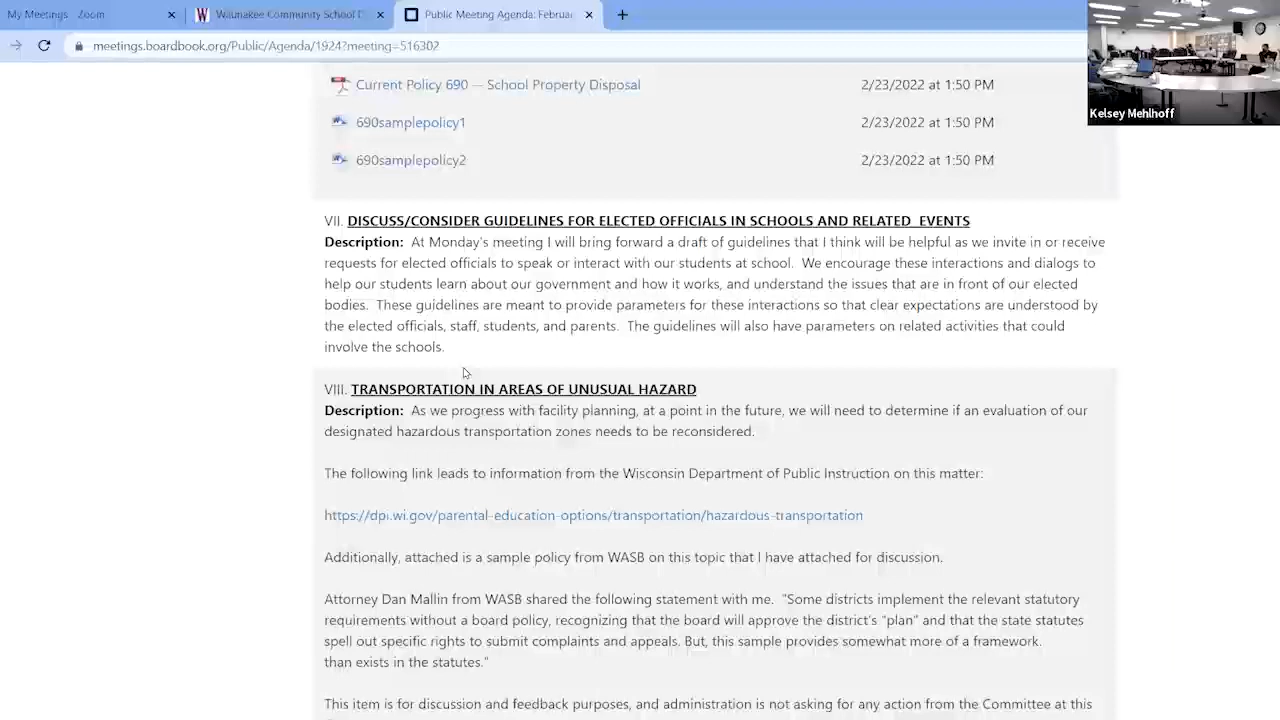 My Meetings - Zoom
Waunakee Community School D
Meeting Agenda: Februar
meetings.boardbook.org/Public/Agenda/1924?meeting=516302
Current Policy 690 School Property Disposal 2/23/2022 at 1:50 PM
2/23/2022 at 1:50 PM
690samplepolicy2 2/23/2022 at 1:50 PM
Kelsey Mehlhoff
VII. DISCUSS/CONSIDER GUIDELINES FOR ELECTED OFFICIALS IN SCHOOLS AND RELATED EVENTS
Description: At Monday's meeting I will bring forward a draft of guidelines that I think will be helpful as we invite in or receive
requests for elected officials to speak or interact with our students at school. We encourage these interactions and dialogs to
help our students learn about our government and how it works, and understand the issues that are in front of our elected
bodies. These guidelines are meant to provide parameters for these interactions so that clear expectations are understood by
the elected officials, staff, students, and parents. The guidelines will also have parameters on related activities that could
involve the schools.
VIII. TRANSPORTATION IN AREAS OF UNUSUAL HAZARD
Description: As we progress with facility planning, at a point in the future, we will need to determine if an evaluation of our
designated hazardous transportation zones needs to be reconsidered.
The following link leads to information from the Wisconsin Department of Public Instruction on this matter:
https://dpi.wi.gov/parental-education-options/transportation/hazardous-transportation
Additionally, attached is a sample policy from WASB on this topic that I have attached for discussion.
Attorney Dan Mallin from WASB shared the following statement with me. "Some districts implement the relevant statutory
requirements without a board policy, recognizing that the board will approve the district's "plan" and that the state statutes
spell out specific rights to submit complaints and appeals. But, this sample provides somewhat more of a framework.
than exists in the statutes."
This item is for discussion and feedback purposes, and administration is not asking for any action from the Committee at this